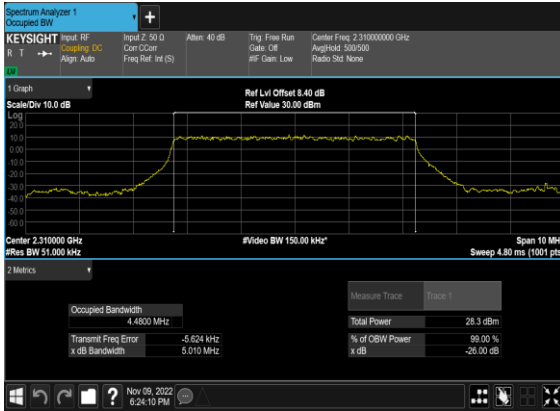 Spectrum Analyzer 1
Occupied BW
+
KEYSIGHT Input: RF Input Z: 50 Ω Atten: 40 dB Trig: Free Run Center Freq: 2.310000000 GHz
R T Coupling: DC Corr CCorr Gate: Off Avg|Hold: 500/500
Align: Auto Freq Ref: Int (S) #IF Gain: Low Radio Std: None
1 Graph
Ref Lvl Offset 8.40 dB
Scale/Div 10.0 dB Ref Value 30.00 dBm
Log
20.0
10.0
0.00
-10.0
-20.0
-30.0
-40.0
-50.0
-60.0
Center 2.310000 GHz #Video BW 150.00 kHz* Span 10 MH
#Res BW 51.000 kHz Sweep 4.80 ms (1001 pts
2 Metrics
Measure Trace Trace 1
Occupied Bandwidth
4.4800 MHz Total Power 28.3 dBm
Transmit Freq Error -5.624 kHz % of OBW Power 99.00 %
x dB Bandwidth 5.010 MHz x dB -26.00 dB
?
Nov 09, 2022
6:24:10 PM